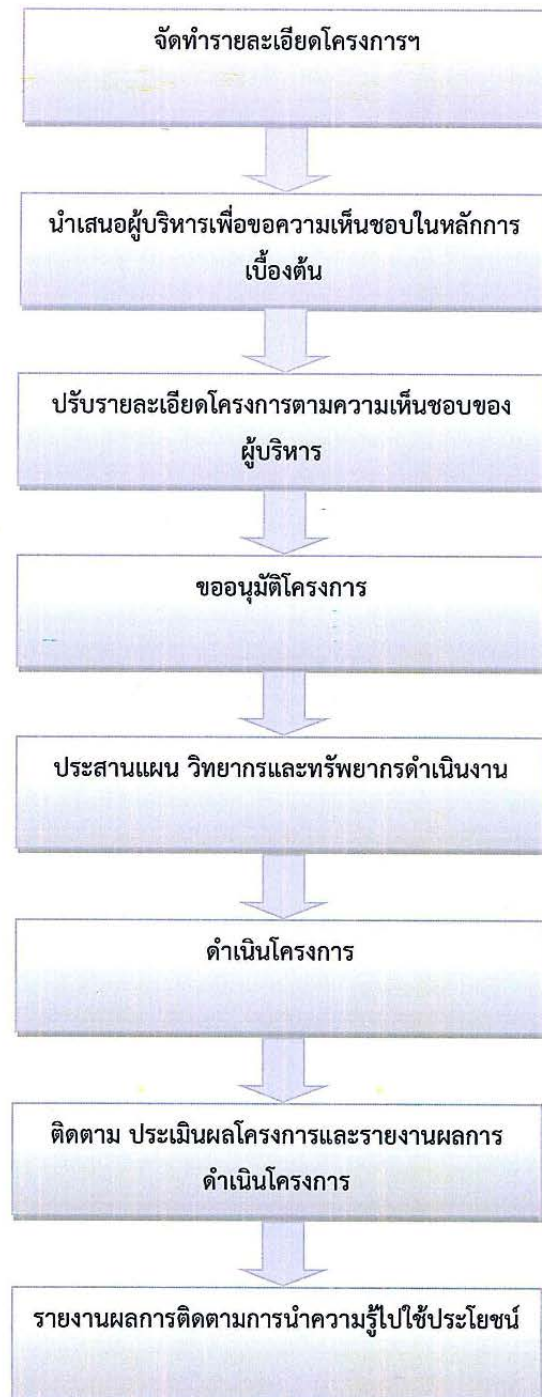 จัดทำรายละเอียดโครงการฯ
นำเสนอผู้บริหารเพื่อขอความเห็นชอบในหลักการ
เบื้องต้น
ปรับรายละเอียดโครงการตามความเห็นชอบของ
ผู้บริหาร
ขออนุมัติโครงการ
ประสานแผน วิทยากรและทรัพยากรดำเนินงาน
ดำเนินโครงการ
ติดตาม ประเมินผลโครงการและรายงานผลการ
ดำเนินโครงการ
รายงานผลการติดตามการนำความรู้ไปใช้ประโยชน์